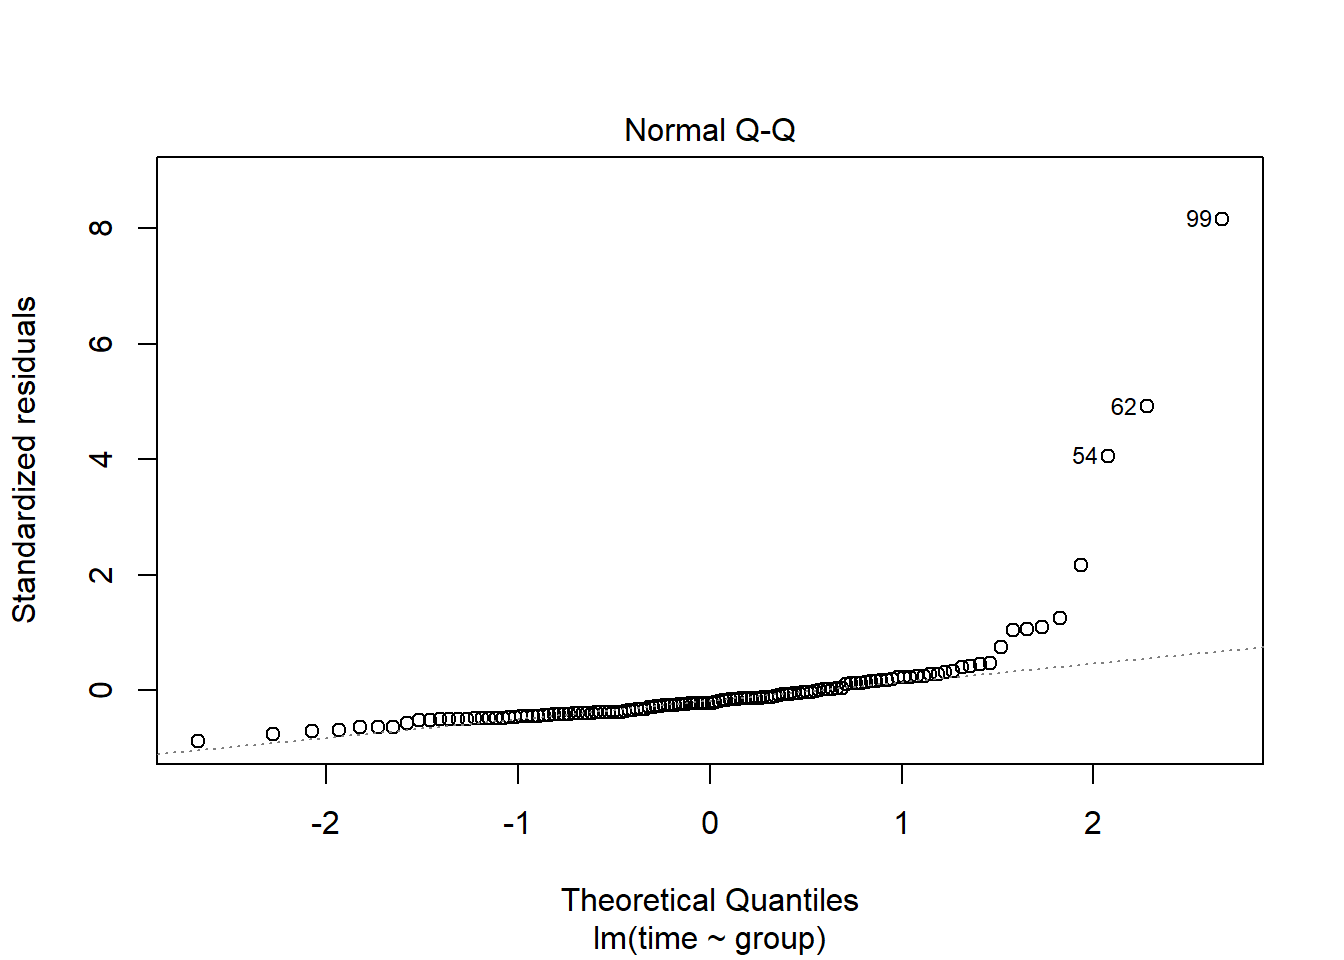 Normal Q-Q
Standardized residuals
8
6
4
2
0
99
62
54
-2 -1 0 1 2
Theoretical Quantiles
lm(time ~ group)